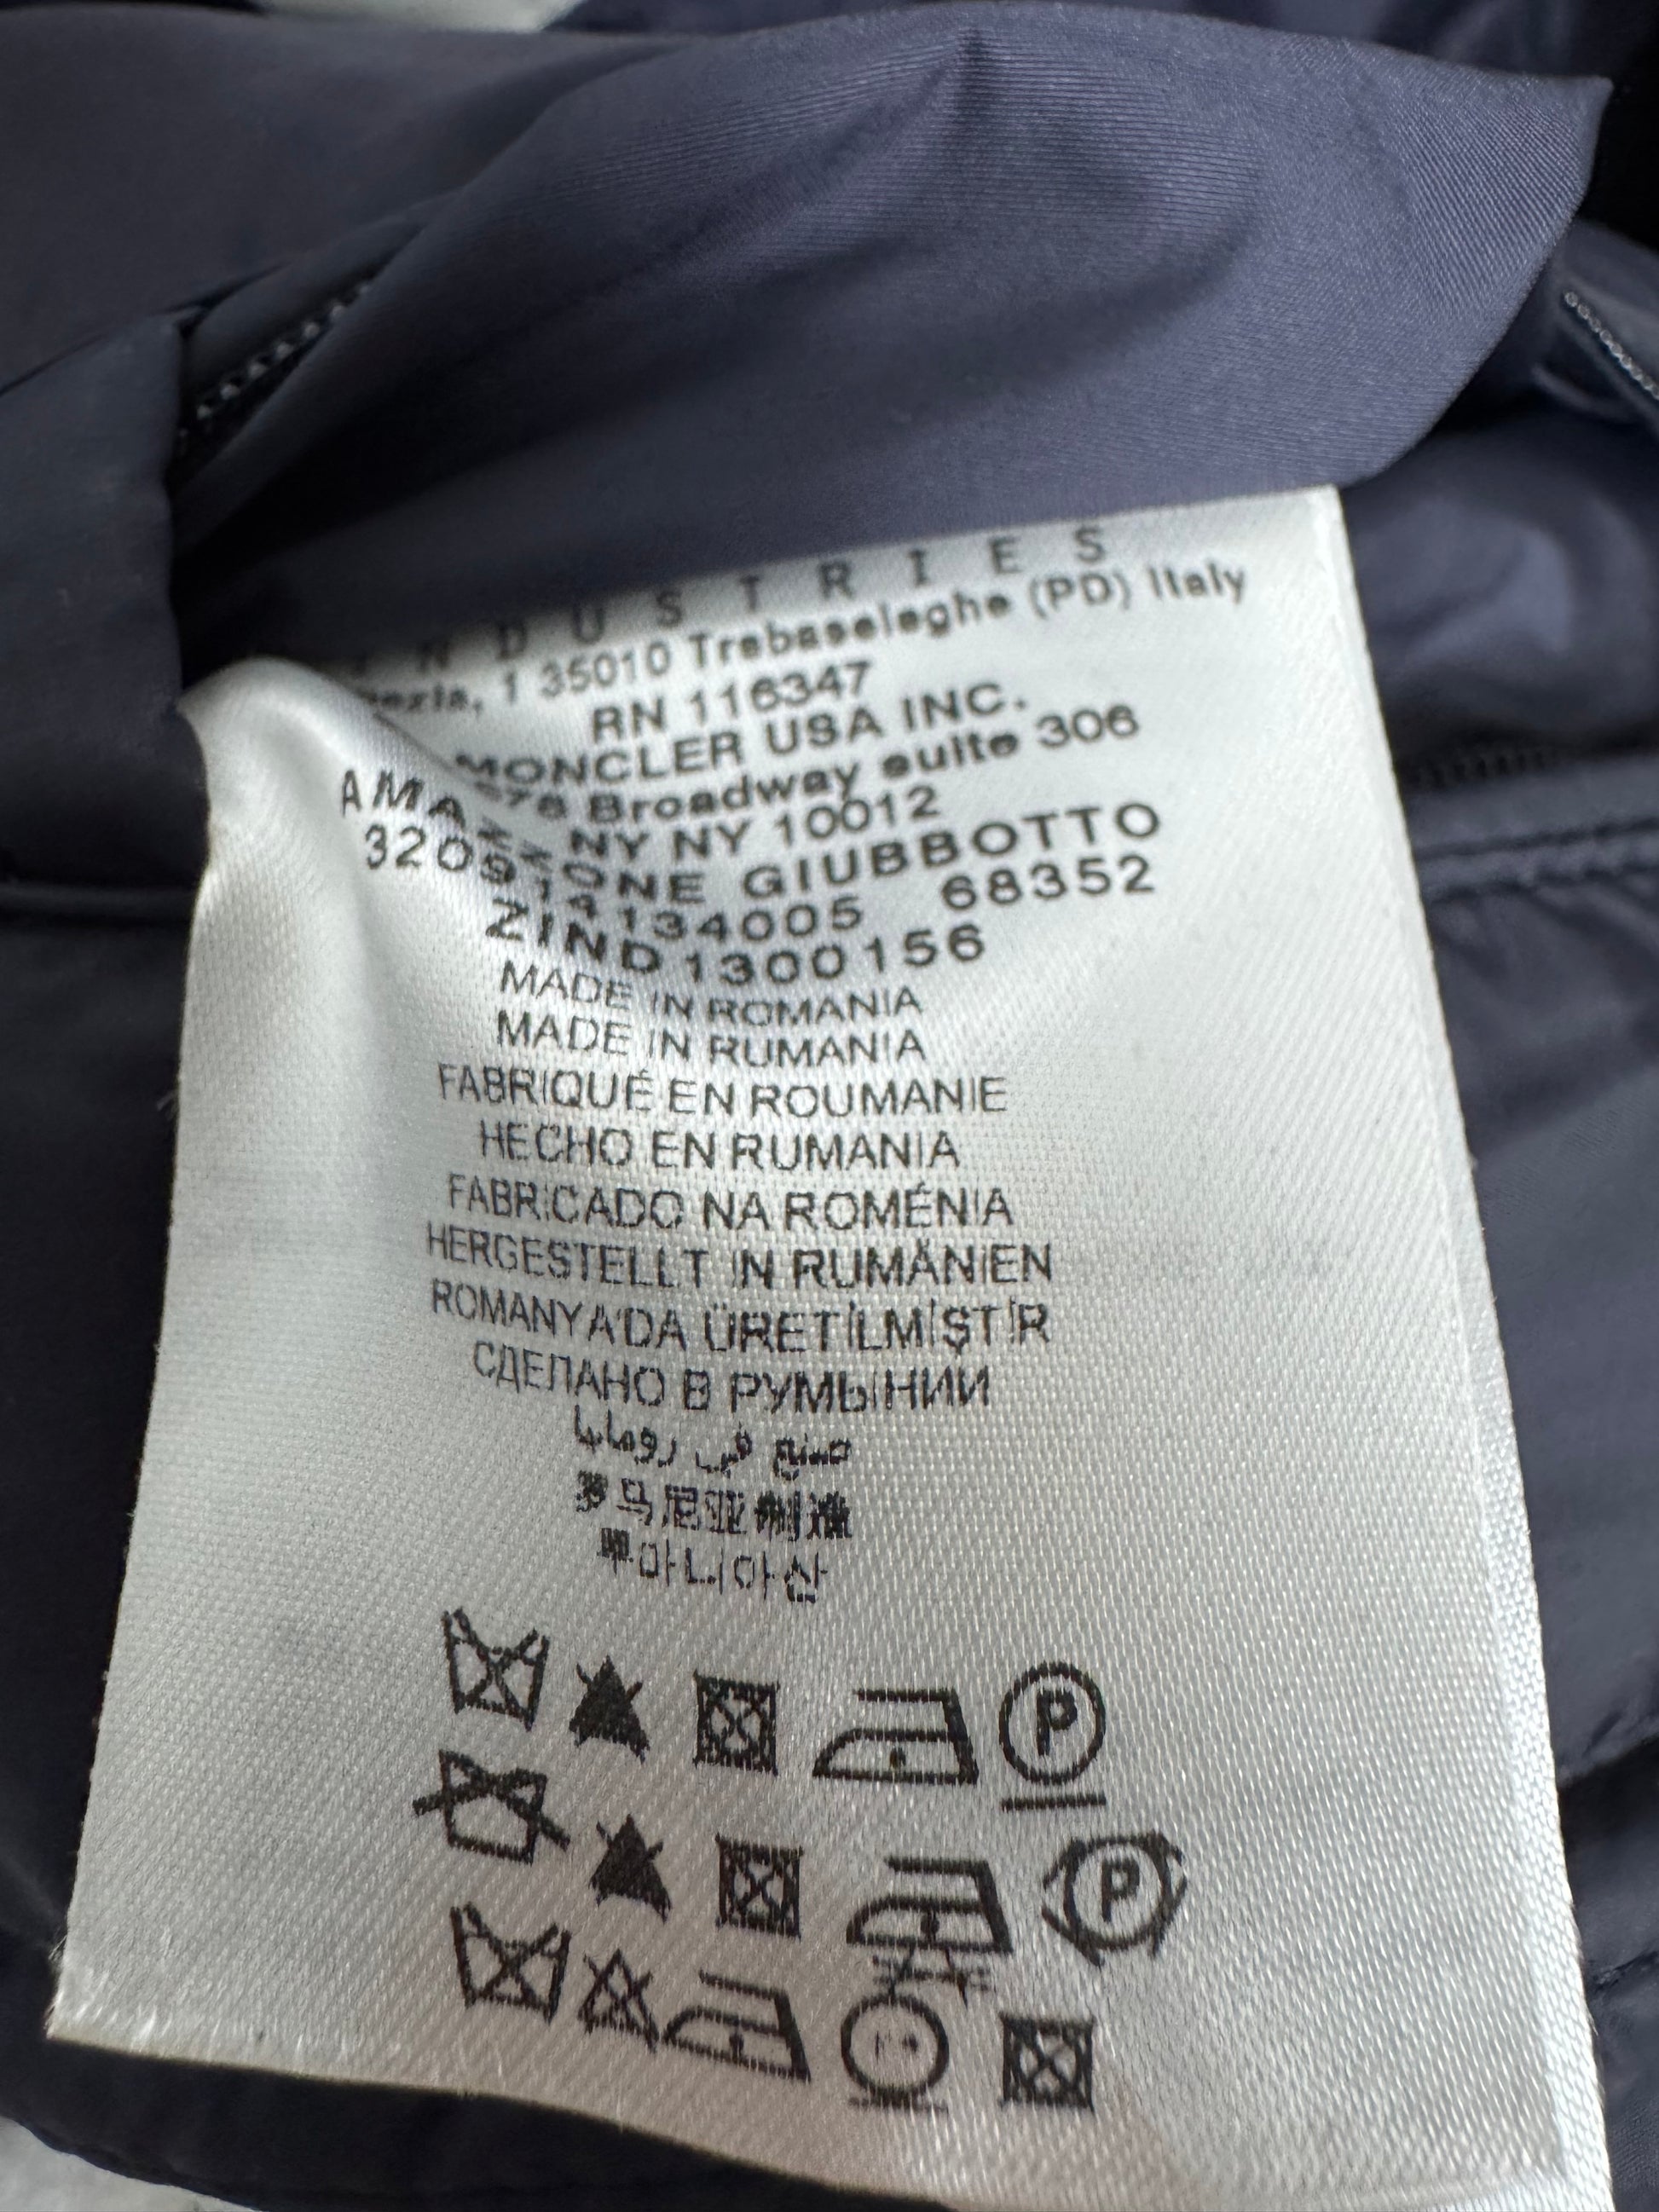 INDUSTRIES
1 35010 Trebaseleghe (PD) Italy
RN 116347
MONCLER USA INC.
Broadway suite 306
NY NY 10012
GIUBBOTTO
134005 68352
ZIND1300156
MADE IN ROMANIA
MADE IN RUMANIA
FABRIQUÉ EN ROUMANIE
HECHO EN RUMANIA
FABRICADO NA ROMÉNIA
HERGESTELLT IN RUMÄNIEN
ROMANYA'DA ÜRETİLMİŞTİR
СДЕЛАНО В РУМЫНИИ
صنع في رومانيا
罗马尼亚制造
루마니아산
P
P